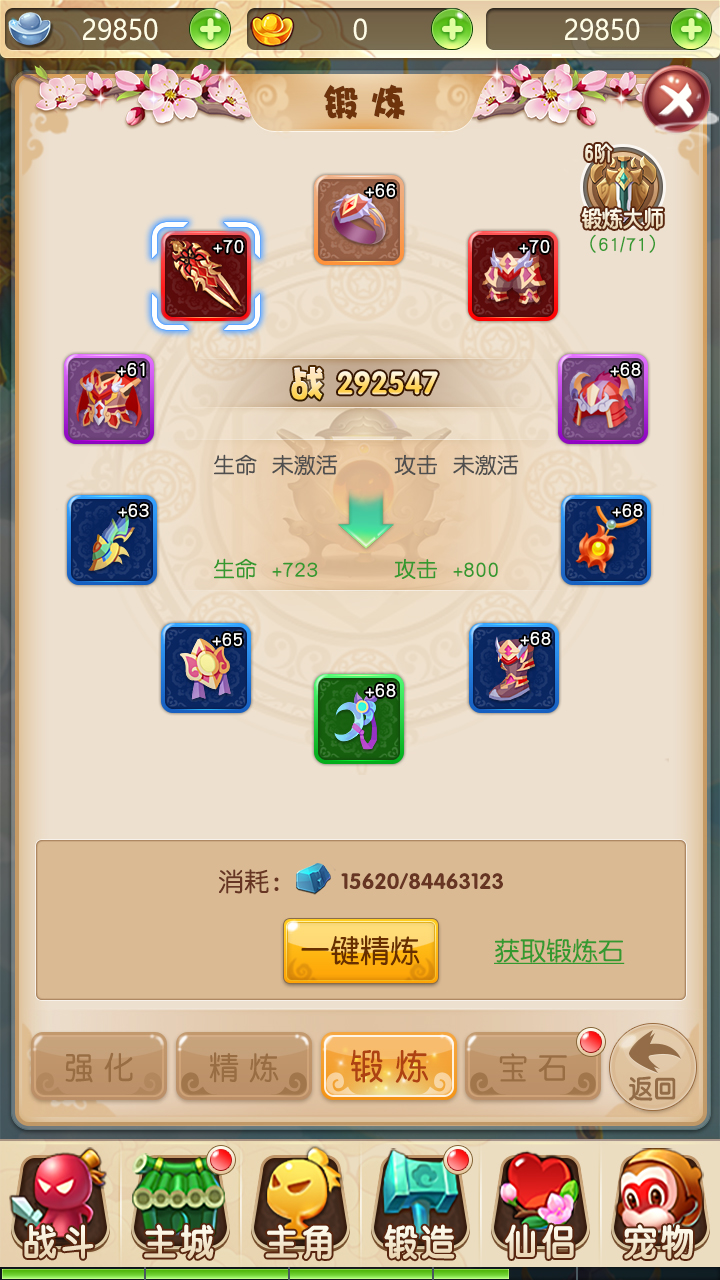 29850
0
29850
锻炼
6阶
锻炼大师
(61/71)
+66
+70
+70
+61
战 292547
+68
生命 未激活 攻击 未激活
+63
+68
生命 +723 攻击 +800
+65
+68
+68
消耗： 15620/84463123
一键精炼
获取锻炼石
强化
精炼
锻炼
宝石
返回
战斗
主城
主角
锻造
仙侣
宠物